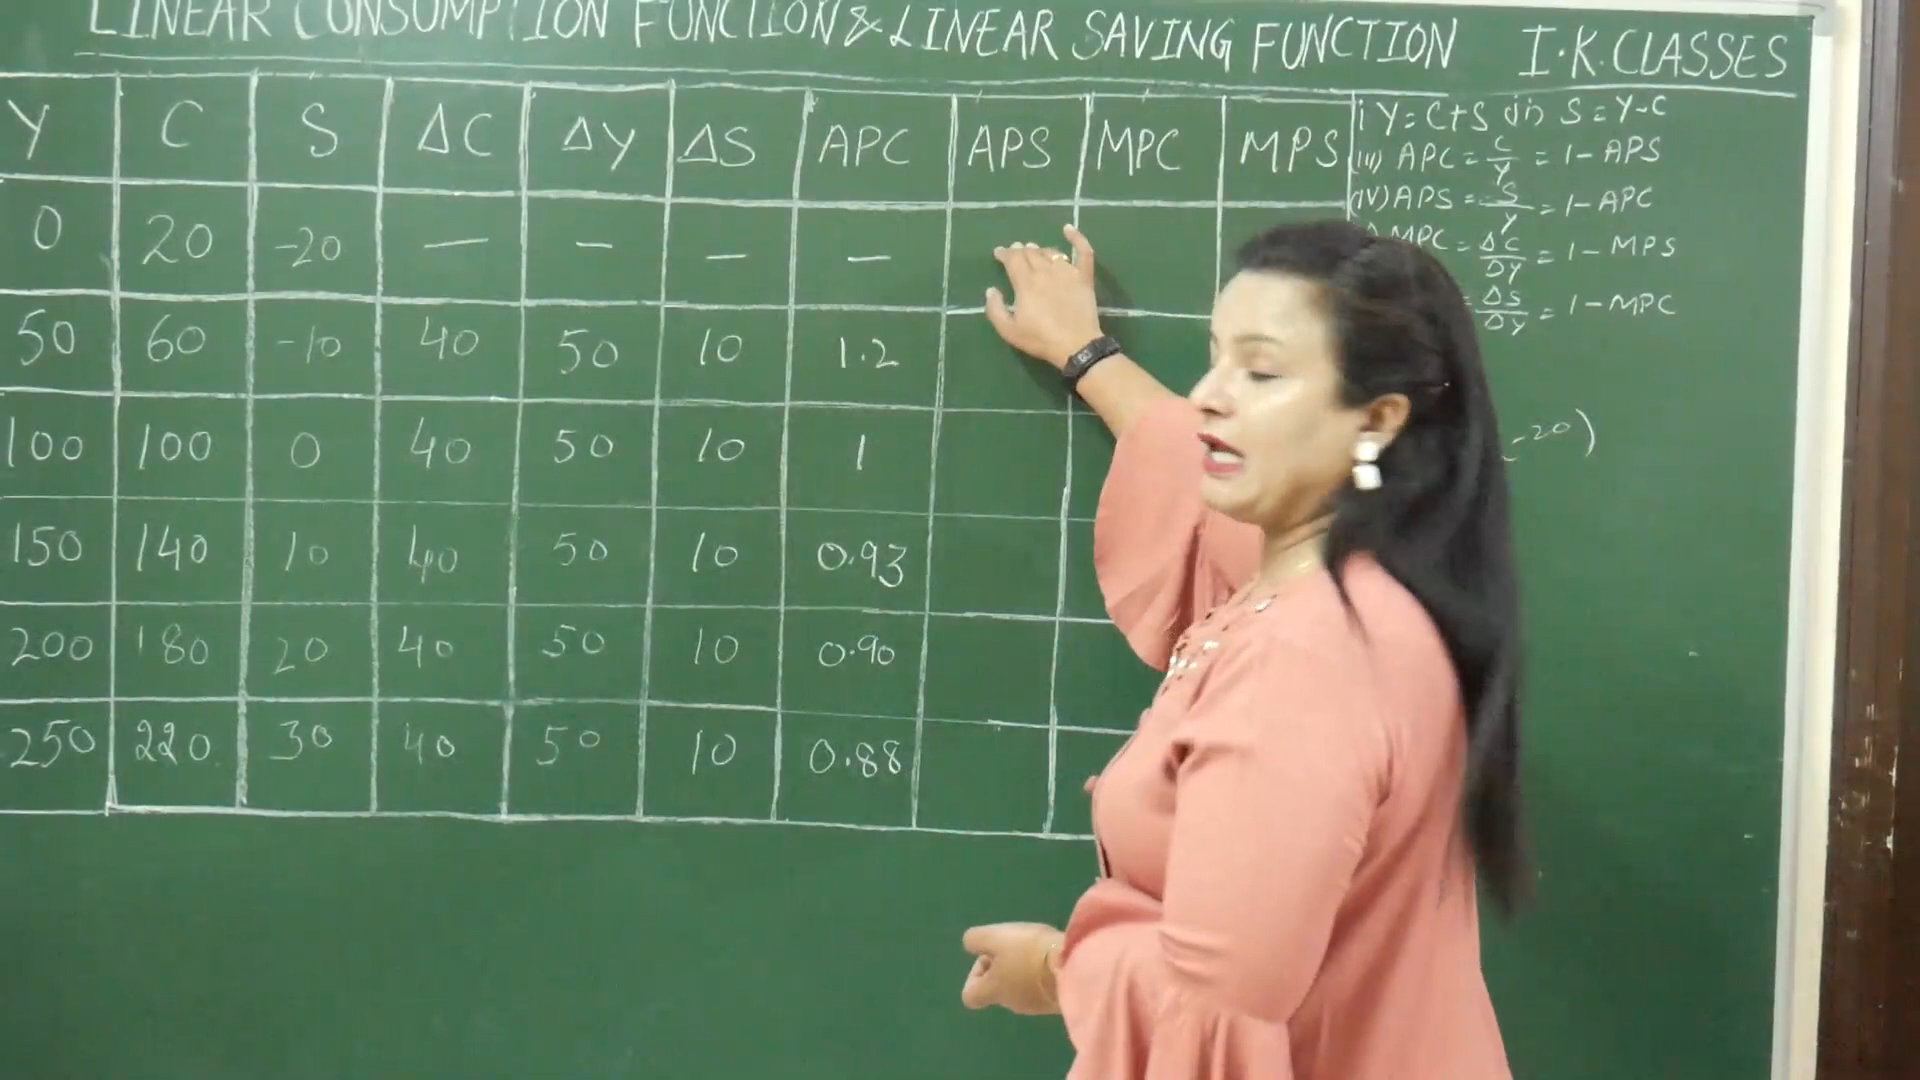 LINEAR CONSUMPTION FUNCTION & LINEAR SAVING FUNCTION I.K.CLASSES
Y C S ΔC ΔY ΔS APC APS MPC MPS
0 20 -20 — — — —
50 60 -10 40 50 10 1.2
100 100 0 40 50 10 1
150 140 10 40 50 10 0.93
200 180 20 40 50 10 0.90
250 220 30 40 50 10 0.88
i Y=C+S (ii) S=Y-C
(iii) APC = C/Y = 1-APS
(iv) APS = S/Y = 1-APC
MPC = ΔC/ΔY = 1-MPS
= ΔS/ΔY = 1-MPC
-20)